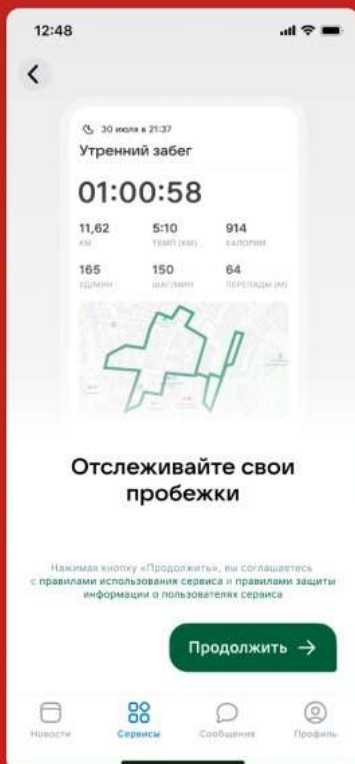 12:48
30 июля в 21:37
Утренний забег
01:00:58
11,62 5:10 914
КМ ТЕМП (КМ) КАЛОРИИ
165 150 64
УД/МИН ШАГ/МИН ПЕРЕПАДЫ (М)
Отслеживайте свои
пробежки
Нажимая кнопку «Продолжить», вы соглашаетесь
с правилами использования сервиса и правилами защиты
информации о пользователях сервиса
Продолжить →
Новости Сервисы Сообщения Профиль